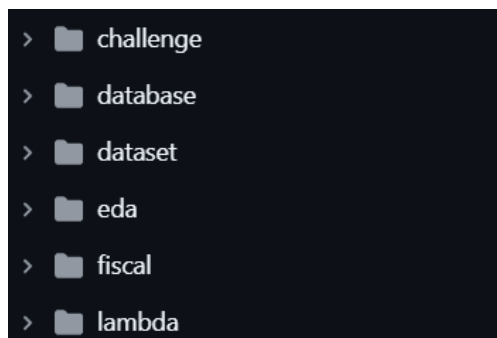 challenge
database
dataset
eda
fiscal
lambda